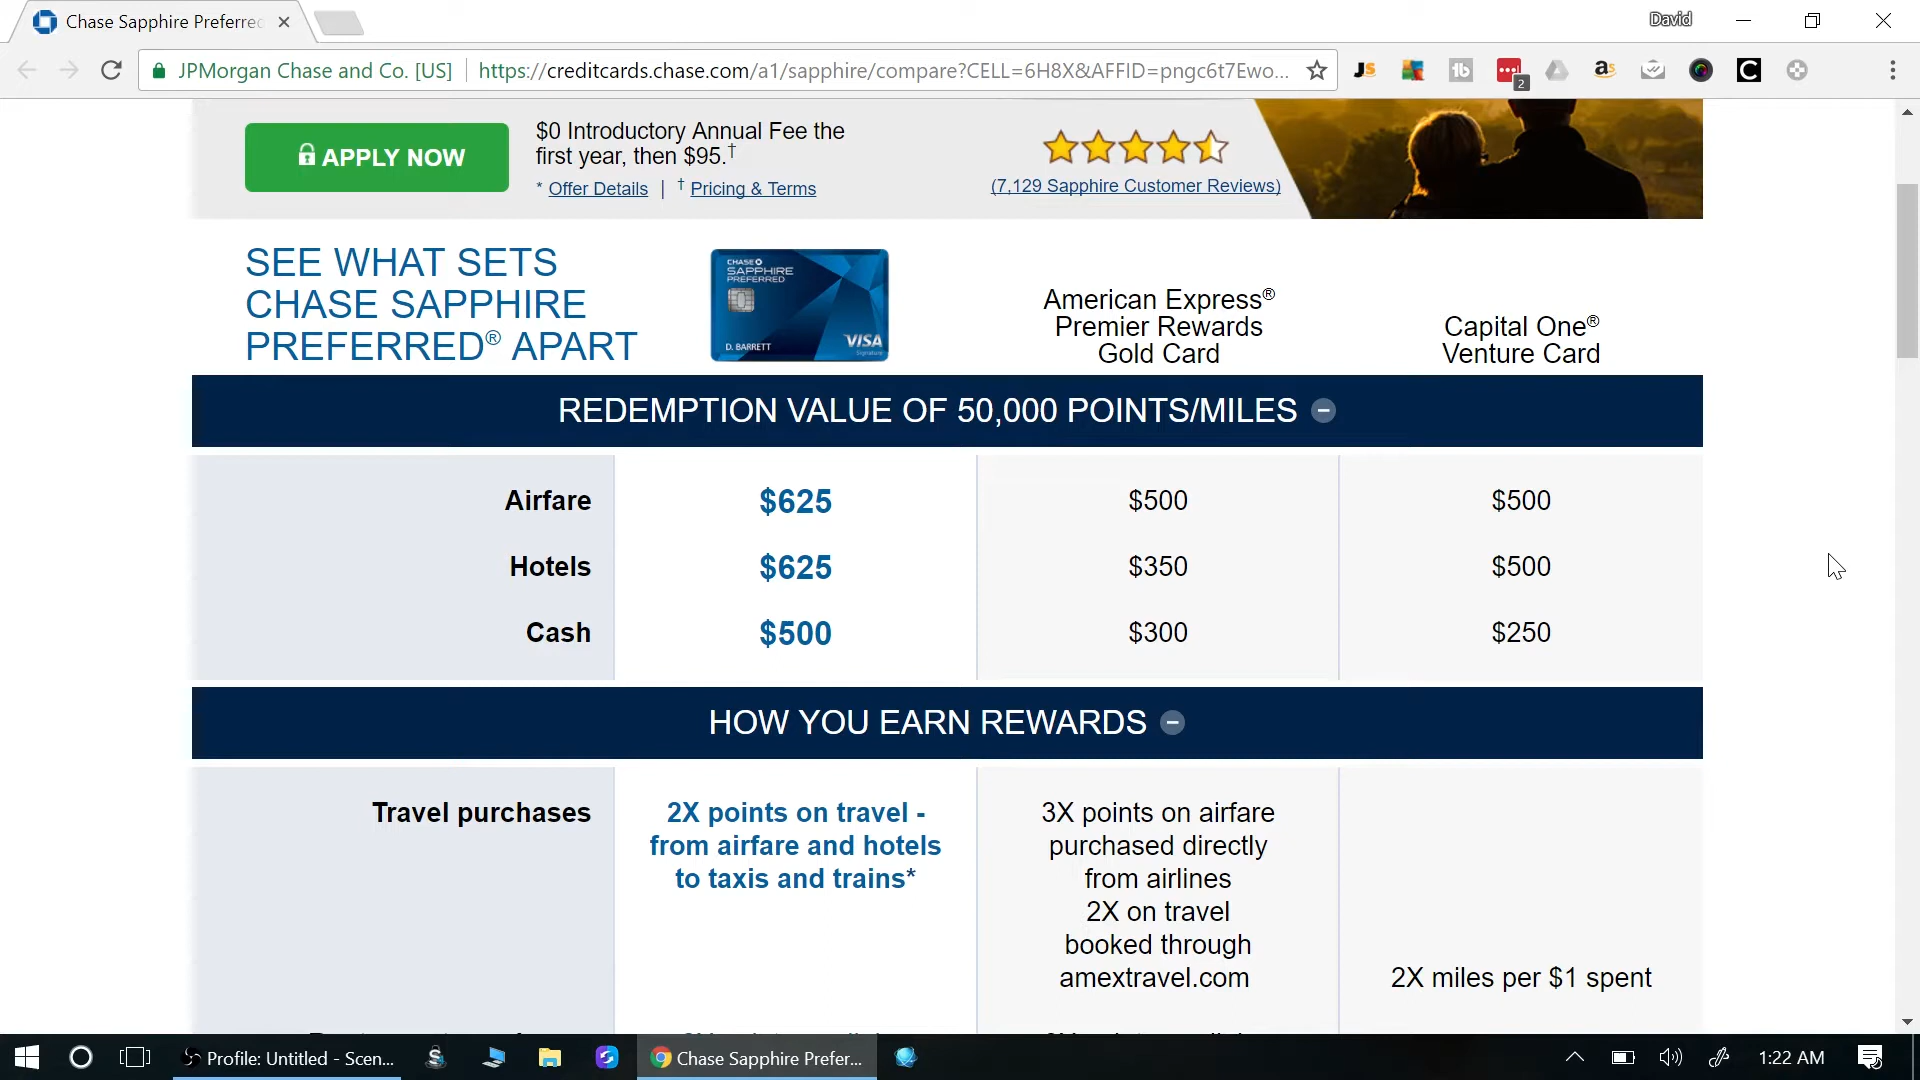 Chase Sapphire Preferred
David
JPMorgan Chase and Co. [US]
https://creditcards.chase.com/a1/sapphire/compare?CELL=6H8X&AFFID=pngc6t7Ewo...
JS
tb
2
as
C
APPLY NOW
$0 Introductory Annual Fee the
first year, then $95.†
* Offer Details | † Pricing & Terms
(7,129 Sapphire Customer Reviews)
SEE WHAT SETS
CHASE SAPPHIRE
PREFERRED® APART
CHASE
SAPPHIRE
PREFERRED
D. BARRETT
VISA
Signature
American Express®
Premier Rewards
Gold Card
Capital One®
Venture Card
REDEMPTION VALUE OF 50,000 POINTS/MILES
Airfare $625 $500 $500
Hotels $625 $350 $500
Cash $500 $300 $250
HOW YOU EARN REWARDS
Travel purchases
2X points on travel -
from airfare and hotels
to taxis and trains*
3X points on airfare
purchased directly
from airlines
2X on travel
booked through
amextravel.com
2X miles per $1 spent
Profile: Untitled - Scen...
Chase Sapphire Prefer...
1:22 AM